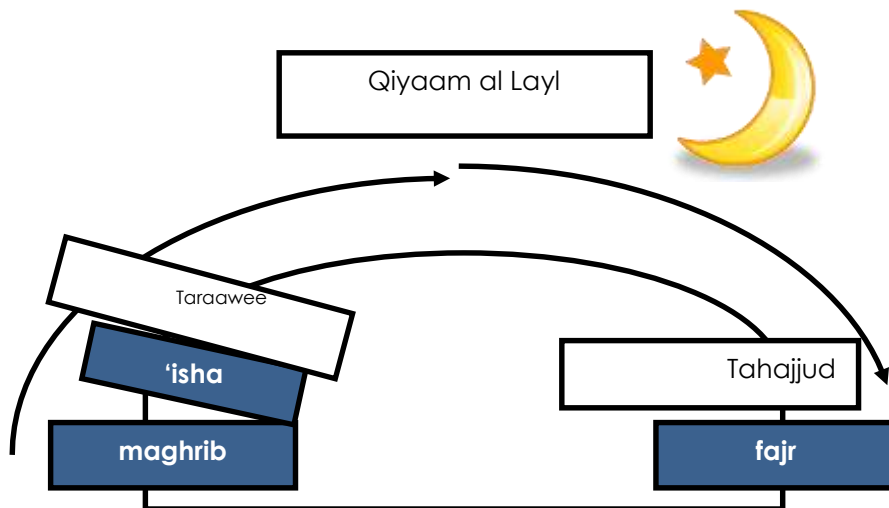 Qiyaam al Layl
Taraawee
‘isha
Tahajjud
maghrib
fajr